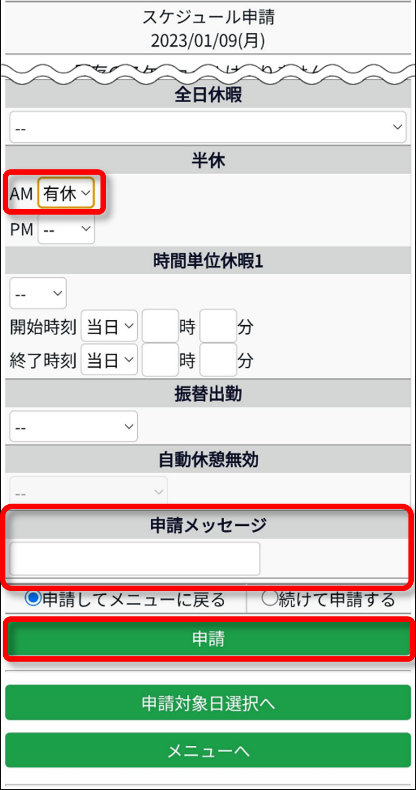 スケジュール申請
2023/01/09(月)
全日休暇
--
半休
AM 有休
PM --
時間単位休暇1
--
開始時刻 当日 時 分
終了時刻 当日 時 分
振替出勤
--
自動休憩無効
--
申請メッセージ
申請してメニューに戻る 続けて申請する
申請
申請対象日選択へ
メニューへ